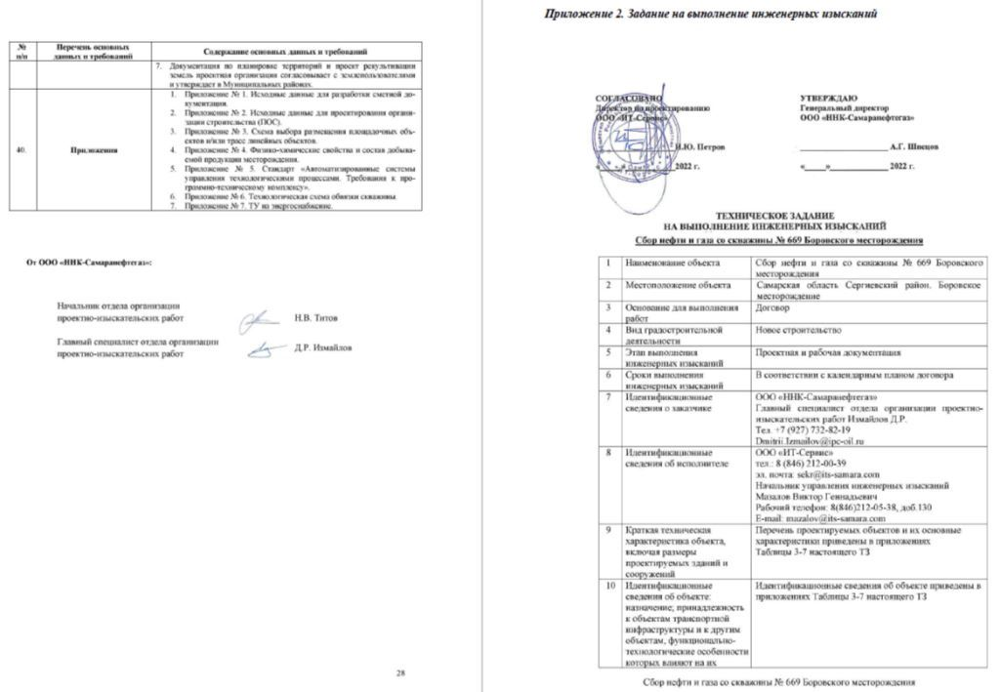 № п/п
Перечень основных данных и требований
Содержание основных данных и требований
7. Документация по планировке территорий и проект рекультивации
земель проектная организация согласовывает с землепользователями
и утверждает в Муниципальных районах.
40.
Приложения
1. Приложение № 1. Исходные данные для разработки сметной до-
кументации.
2. Приложение № 2. Исходные данные для проектирования органи-
зации строительства (ПОС).
3. Приложение № 3. Схема выбора размещения площадочных объ-
ектов и/или трасс линейных объектов.
4. Приложение № 4. Физико-химические свойства и состав добыва-
емой продукции месторождения.
5. Приложение № 5. Стандарт «Автоматизированные системы
управления технологическими процессами. Требования к про-
граммно-техническому комплексу».
6. Приложение № 6. Технологическая схема обвязки скважины.
7. Приложение № 7. ТУ на энергоснабжение.
От ООО «ННК-Самаранефтегаз»:
Начальник отдела организации
проектно-изыскательских работ
Н.В. Титов
Главный специалист отдела организации
проектно-изыскательских работ
Д.Р. Измайлов
28
Приложение 2. Задание на выполнение инженерных изысканий
СОГЛАСОВАНО
Директор по проектированию
ООО «ИТ-Сервис»
Н.Ю. Петров
2022 г.
УТВЕРЖДАЮ
Генеральный директор
ООО «ННК-Самаранефтегаз»
А.Г. Швецов
«____»______________ 2022 г.
ТЕХНИЧЕСКОЕ ЗАДАНИЕ
НА ВЫПОЛНЕНИЕ ИНЖЕНЕРНЫХ ИЗЫСКАНИЙ
Сбор нефти и газа со скважины № 669 Боровского месторождения
1
Наименование объекта
Сбор нефти и газа со скважины № 669 Боровского
месторождения
2
Местоположение объекта
Самарская область Сергиевский район. Боровское
месторождение
3
Основание для выполнения
работ
Договор
4
Вид градостроительной
деятельности
Новое строительство
5
Этап выполнения
инженерных изысканий
Проектная и рабочая документация
6
Сроки выполнения
инженерных изысканий
В соответствии с календарным планом договора
7
Идентификационные
сведения о заказчике
ООО «ННК-Самаранефтегаз»
Главный специалист отдела организации проектно-
изыскательских работ Измайлов Д.Р.
Тел. +7 (927) 732-82-19
Dmitrii.Izmailov@ipc-oil.ru
8
Идентификационные
сведения об исполнителе
ООО «ИТ-Сервис»
тел.: 8 (846) 212-00-39
эл. почта: sekr@its-samara.com
Начальник управления инженерных изысканий
Мазалов Виктор Геннадьевич
Рабочий телефон: 8(846)212-05-38, доб.130
E-mail: mazalov@its-samara.com
9
Краткая техническая
характеристика объекта,
включая размеры
проектируемых зданий и
сооружений
Перечень проектируемых объектов и их основные
характеристики приведены в приложениях
Таблицы 3-7 настоящего ТЗ
10
Идентификационные
сведения об объекте:
назначение; принадлежность
к объектам транспортной
инфраструктуры и к другим
объектам, функционально-
технологические особенности
которых влияют на их
Идентификационные сведения об объекте приведены в
приложениях Таблицы 3-7 настоящего ТЗ
Сбор нефти и газа со скважины № 669 Боровского месторождения